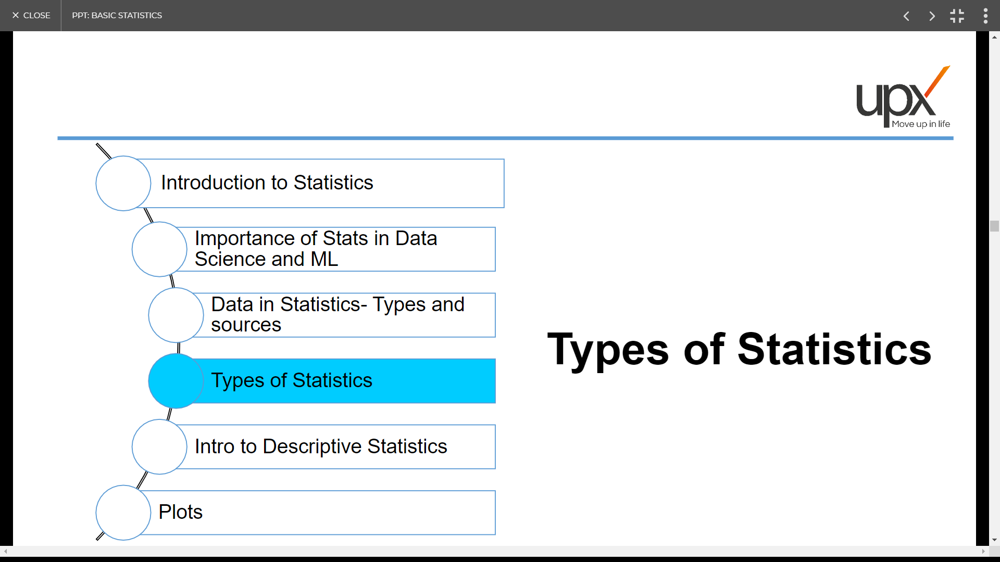 CLOSE
PPT: BASIC STATISTICS
upx
Move up in life
Introduction to Statistics
Importance of Stats in Data
Science and ML
Data in Statistics- Types and
sources
Types of Statistics
Intro to Descriptive Statistics
Plots
Types of Statistics